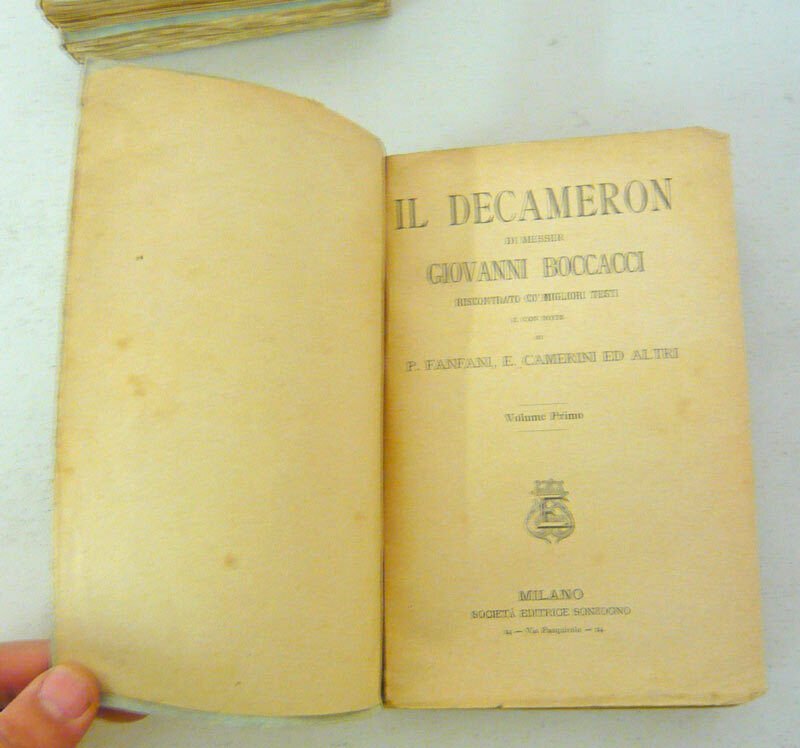 IL DECAMERON
DI MESSER
GIOVANNI BOCCACCI
RISCONTRATO CO' MIGLIORI TESTI
E CON NOTE
DI
P. FANFANI, E. CAMERINI ED ALTRI
Volume Primo
MILANO
SOCIETÀ EDITRICE SONZOGNO
14 — Via Pasquirolo — 14